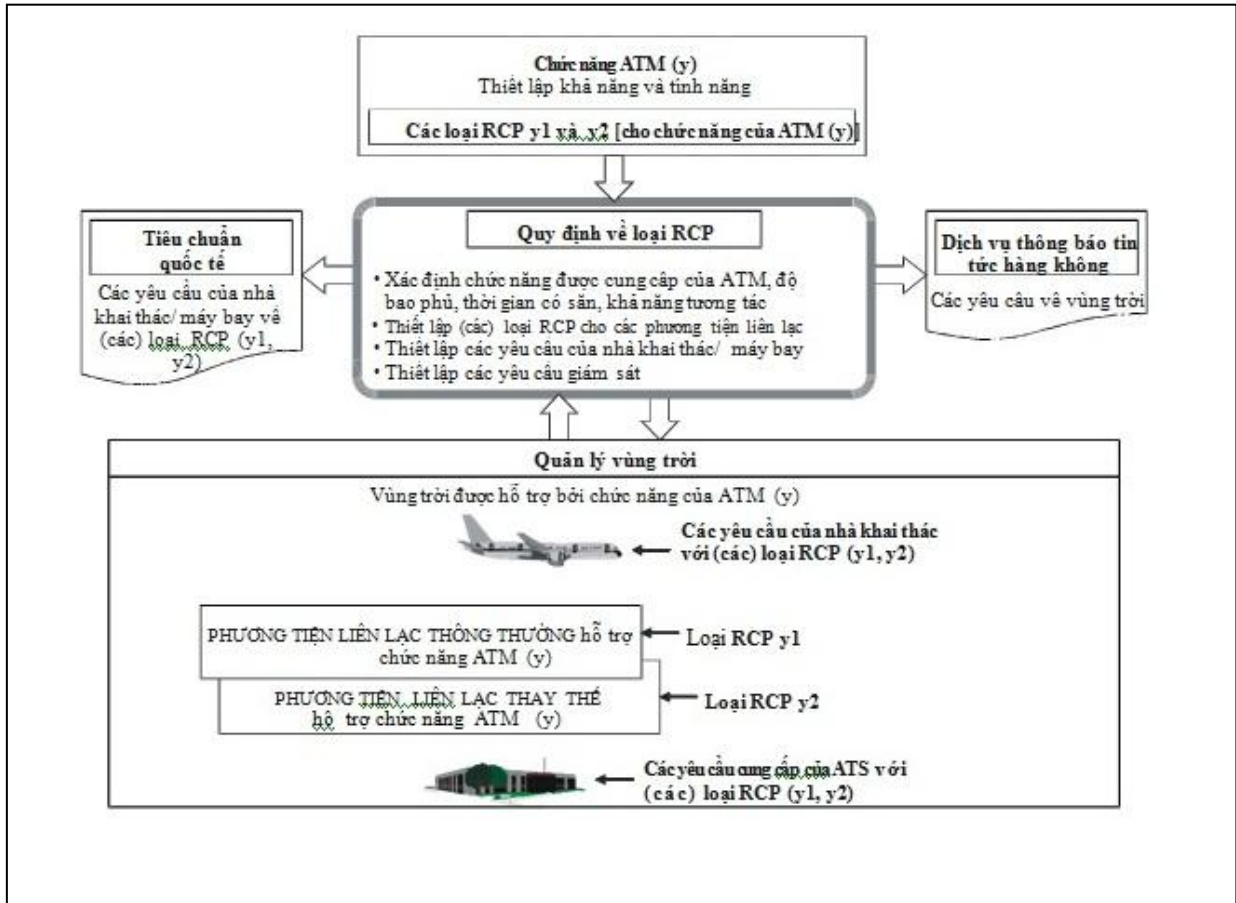 Chức năng ATM (y)
Thiết lập khả năng và tính năng
Các loại RCP y1 và y2 [cho chức năng của ATM (y)]
Tiêu chuẩn
quốc tế
Các yêu cầu của nhà
khai thác/ máy bay về
(các) loại RCP (y1,
y2)
Quy định về loại RCP
• Xác định chức năng được cung cấp của ATM, độ
bao phủ, thời gian có sẵn, khả năng tương tác
• Thiết lập (các) loại RCP cho các phương tiện liên lạc
• Thiết lập các yêu cầu của nhà khai thác/ máy bay
• Thiết lập các yêu cầu giám sát
Dịch vụ thông báo tin
tức hàng không
Các yêu cầu về vùng trời
Quản lý vùng trời
Vùng trời được hỗ trợ bởi chức năng của ATM (y)
Các yêu cầu của nhà khai thác
với (các) loại RCP (y1, y2)
PHƯƠNG TIỆN LIÊN LẠC THÔNG THƯỜNG hỗ trợ
chức năng ATM (y)
Loại RCP y1
PHƯƠNG TIỆN LIÊN LẠC THAY THẾ
hỗ trợ chức năng ATM (y)
Loại RCP y2
Các yêu cầu cung cấp của ATS với
(các) loại RCP (y1, y2)